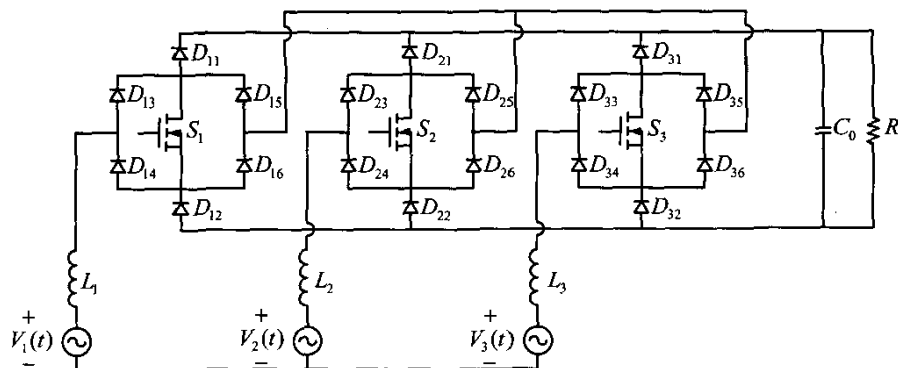 D11 D21 D31
D13 D15 D23 D25 D33 D35
S1 S2 S3 C0 R
D14 D16 D24 D26 D34 D36
D12 D22 D32
L1 L2 L3
+ + +
V1(t) V2(t) V3(t)
− − −